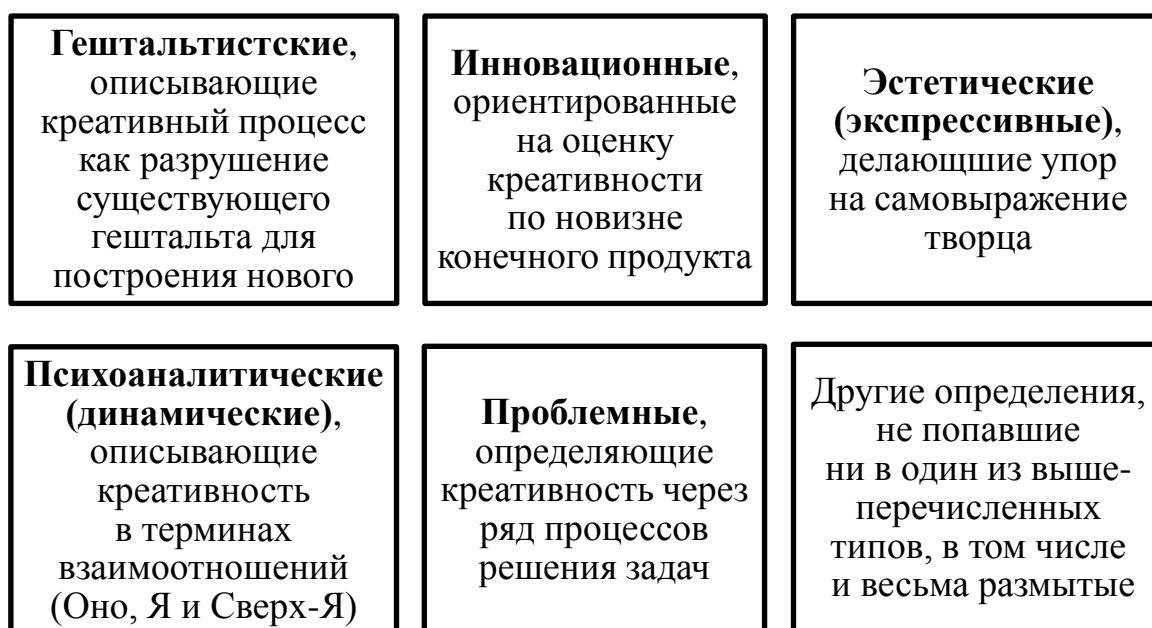 Гештальтистские,
описывающие
креативный процесс
как разрушение
существующего
гештальта для
построения нового
Инновационные,
ориентированные
на оценку
креативности
по новизне
конечного продукта
Эстетические
(экспрессивные),
делающшие упор
на самовыражение
творца
Психоаналитические
(динамические),
описывающие
креативность
в терминах
взаимоотношений
(Оно, Я и Сверх-Я)
Проблемные,
определяющие
креативность через
ряд процессов
решения задач
Другие определения,
не попавшие
ни в один из выше-
перечисленных
типов, в том числе
и весьма размытые